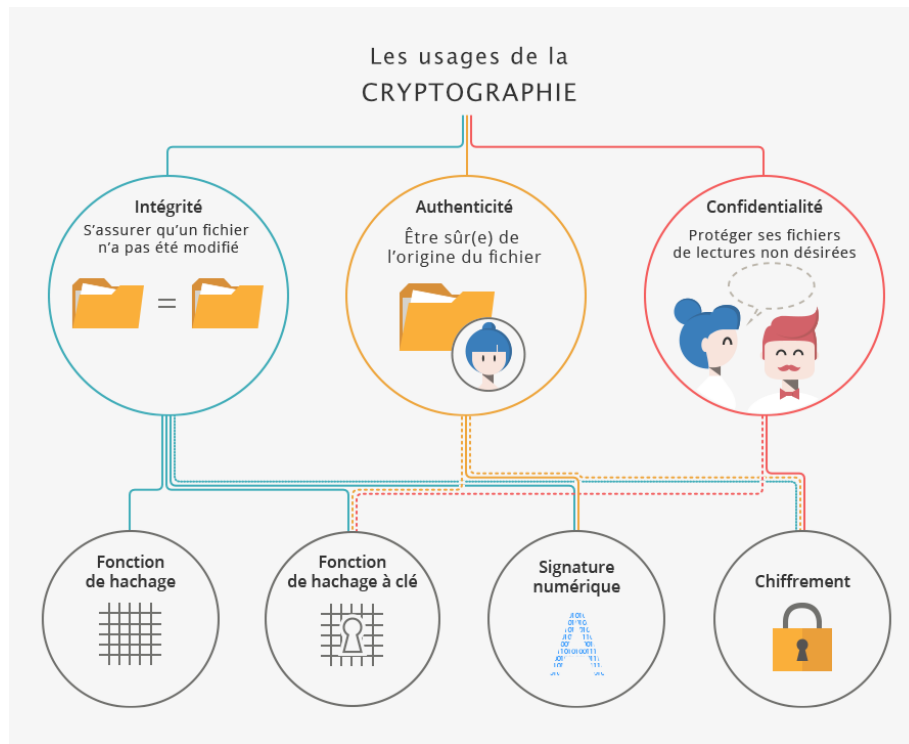 Les usages de la
CRYPTOGRAPHIE
Intégrité
S'assurer qu'un fichier
n'a pas été modifié
=
Authenticité
Être sûr(e) de
l'origine du fichier
Confidentialité
Protéger ses fichiers
de lectures non désirées
Fonction
de hachage
Fonction
de hachage à clé
Signature
numérique
A
Chiffrement